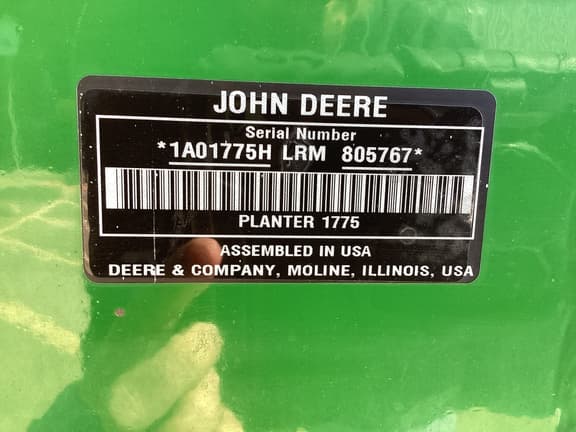 JOHN DEERE
Serial Number
*1A01775H LRM 805767*
PLANTER 1775
ASSEMBLED IN USA
DEERE & COMPANY, MOLINE, ILLINOIS, USA